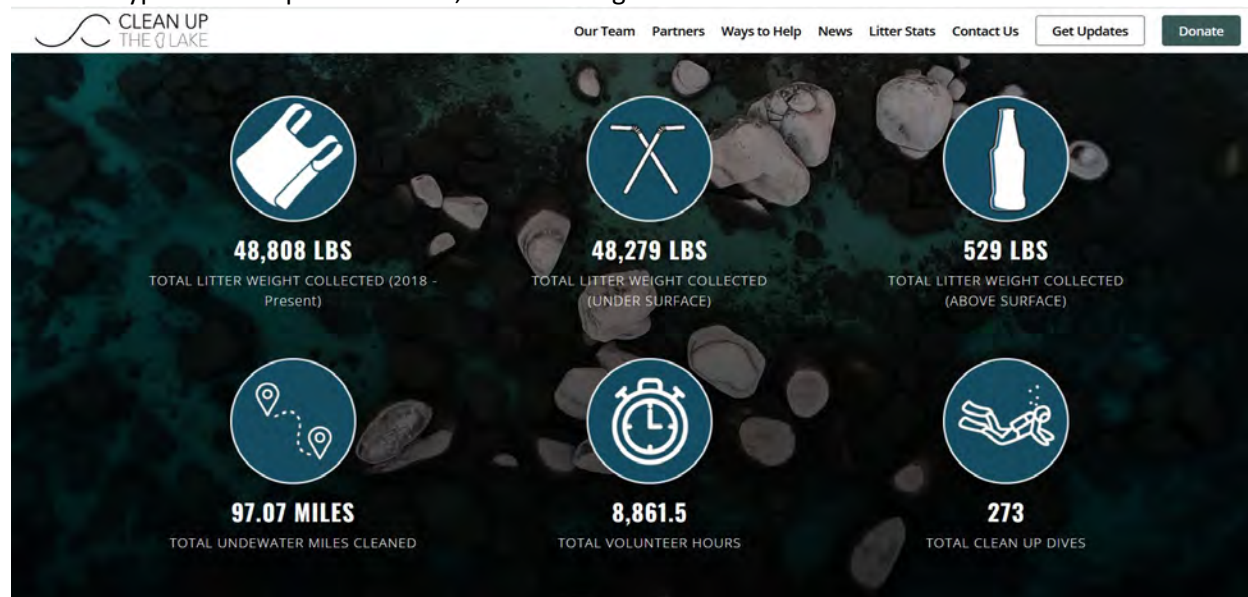 CLEAN UP
THE LAKE
Our Team Partners Ways to Help News Litter Stats Contact Us Get Updates Donate
48,808 LBS
TOTAL LITTER WEIGHT COLLECTED (2018 -
Present)
48,279 LBS
TOTAL LITTER WEIGHT COLLECTED
(UNDER SURFACE)
529 LBS
TOTAL LITTER WEIGHT COLLECTED
(ABOVE SURFACE)
97.07 MILES
TOTAL UNDEWATER MILES CLEANED
8,861.5
TOTAL VOLUNTEER HOURS
273
TOTAL CLEAN UP DIVES